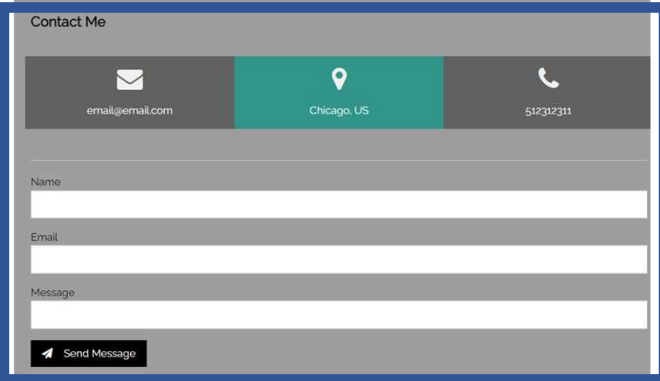 Contact Me
email@email.com
Chicago, US
512312311
Name
Email
Message
Send Message